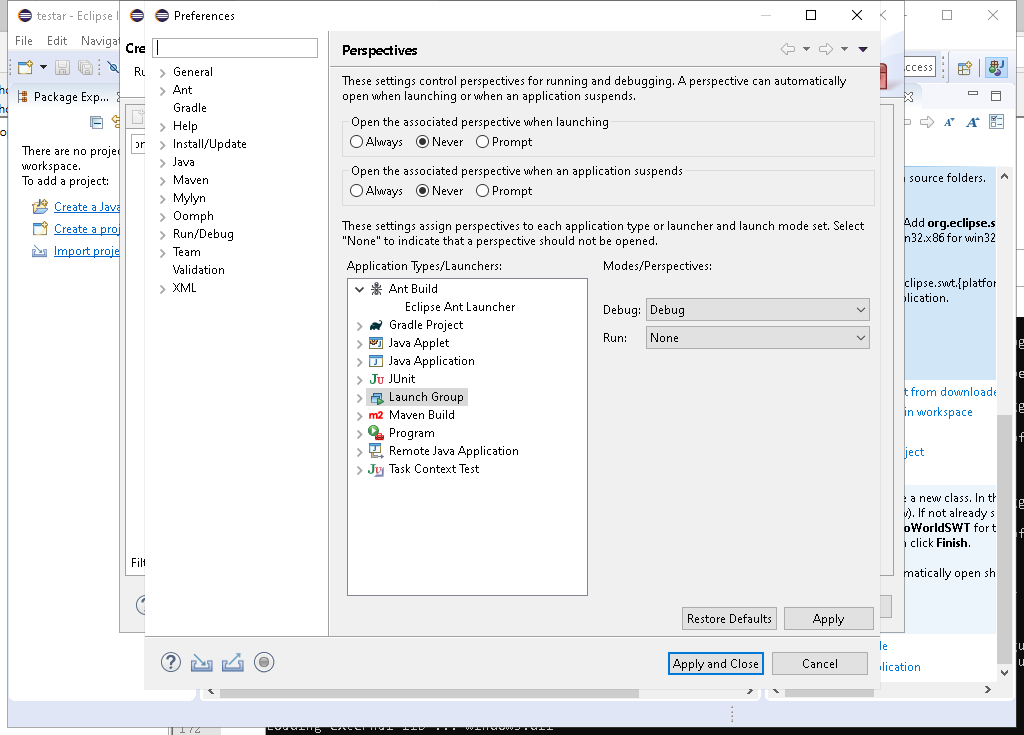 testar - Eclipse
Preferences
File Edit Naviga
Cre
Perspectives
Ru
General
Ant
Gradle
Help
Install/Update
Java
Maven
Mylyn
Oomph
Run/Debug
Team
Validation
XML
These settings control perspectives for running and debugging. A perspective can automatically
open when launching or when an application suspends.
Open the associated perspective when launching
Always Never Prompt
Open the associated perspective when an application suspends
Always Never Prompt
These settings assign perspectives to each application type or launcher and launch mode set. Select
"None" to indicate that a perspective should not be opened.
Application Types/Launchers:
Modes/Perspectives:
Ant Build
Eclipse Ant Launcher
Gradle Project
Java Applet
Java Application
JUnit
Launch Group
Maven Build
Program
Remote Java Application
Task Context Test
Debug: Debug
Run: None
Restore Defaults Apply
Apply and Close Cancel
Package Exp...
There are no projec
workspace.
To add a project:
Create a Java
Create a proj
Import proje
Filt
ccess
source folders.
Add org.eclipse.s
n32.x86 for win32
clipse.swt.{platfor
lication.
t from downloade
in workspace
ject
e a new class. In th
v). If not already s
oWorldSWT for t
click Finish.
matically open sh
le
plication
172
Loading external lib ... windows.dll